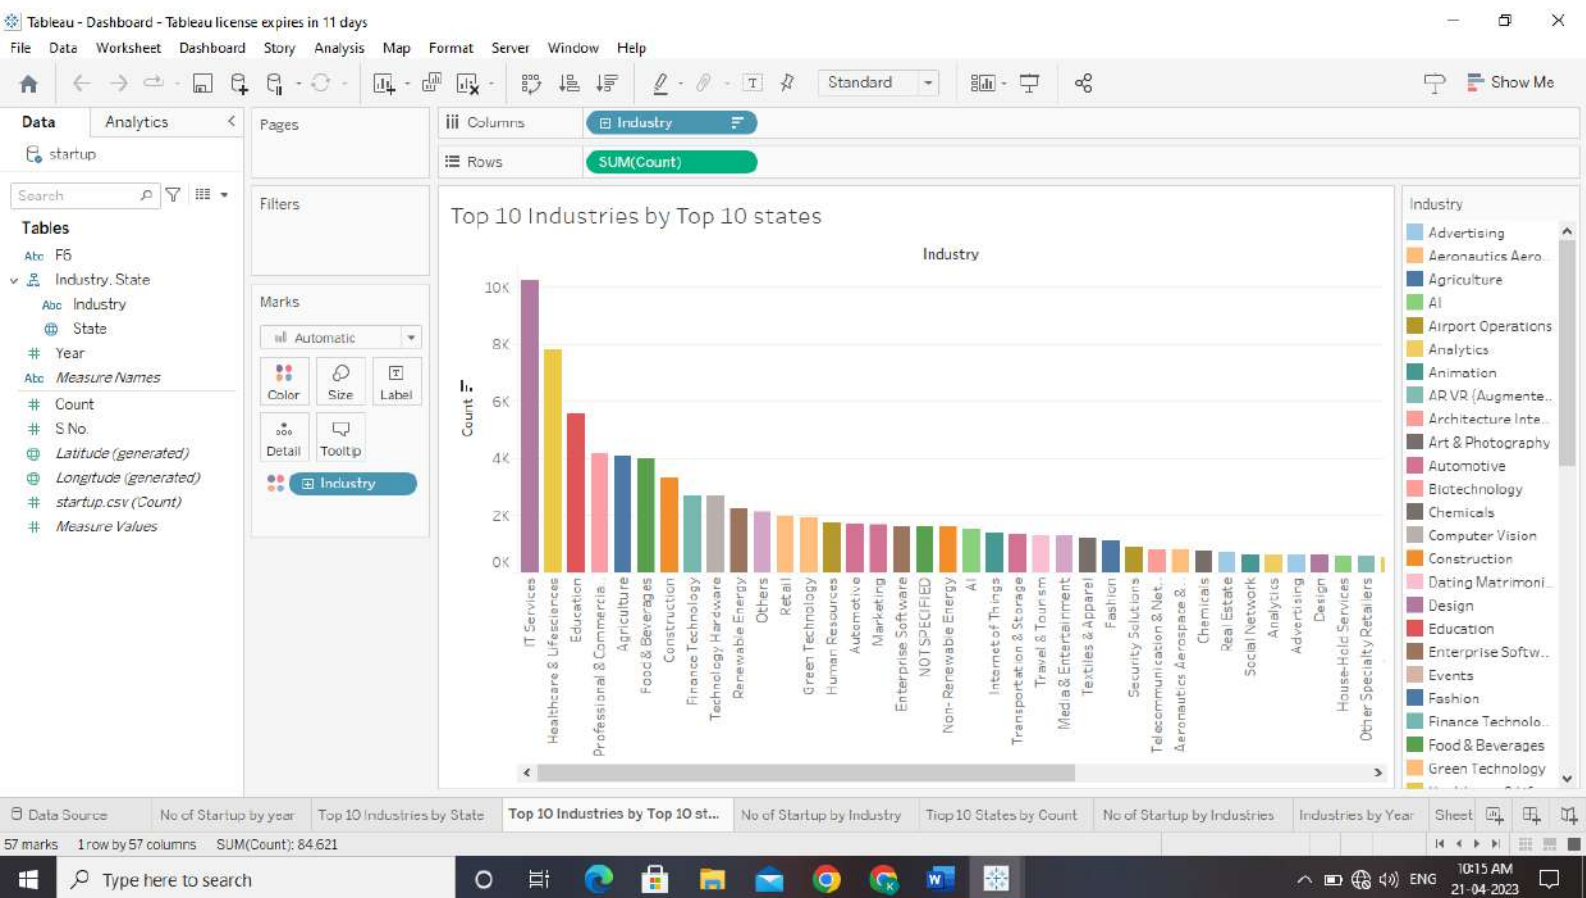 Tableau - Dashboard - Tableau license expires in 11 days
File Data Worksheet Dashboard Story Analysis Map Format Server Window Help
Standard
Show Me
Data Analytics
startup
Search
Tables
Abc F6
Industry, State
Abc Industry
State
# Year
Abc Measure Names
# Count
# S No.
Latitude (generated)
Longitude (generated)
# startup.csv (Count)
# Measure Values
Pages
Filters
Marks
Automatic
Color Size Label
Detail Tooltip
Industry
Columns Industry
Rows SUM(Count)
Top 10 Industries by Top 10 states
Industry
Count
10K
8K
6K
4K
2K
0K
IT Services
Healthcare & Lifesciences
Education
Professional & Commercia..
Agriculture
Food & Beverages
Construction
Finance Technology
Technology Hardware
Renewable Energy
Others
Retail
Green Technology
Human Resources
Automotive
Marketing
Enterprise Software
NOT SPECIFIED
Non- Renewable Energy
AI
Internet of Things
Transportation & Storage
Travel & Tourism
Media & Entertainment
Textiles & Apparel
Fashion
Security Solutions
Telecommunication & Net..
Aeronautics Aerospace &..
Chemicals
Real Estate
Social Network
Analytics
Advertising
Design
House-Hold Services
Other Specialty Retailers
Industry
Advertising
Aeronautics Aero..
Agriculture
AI
Airport Operations
Analytics
Animation
AR VR (Augmente..
Architecture Inte..
Art & Photography
Automotive
Biotechnology
Chemicals
Computer Vision
Construction
Dating Matrimoni..
Design
Education
Enterprise Softw..
Events
Fashion
Finance Technolo..
Food & Beverages
Green Technology
Data Source No of Startup by year Top 10 Industries by State Top 10 Industries by Top 10 st... No of Startup by Industry Tiop 10 States by Count No of Startup by Industries Industries by Year Sheet
57 marks 1 row by 57 columns SUM(Count): 84.621
Type here to search
ENG
10:15 AM
21-04-2023